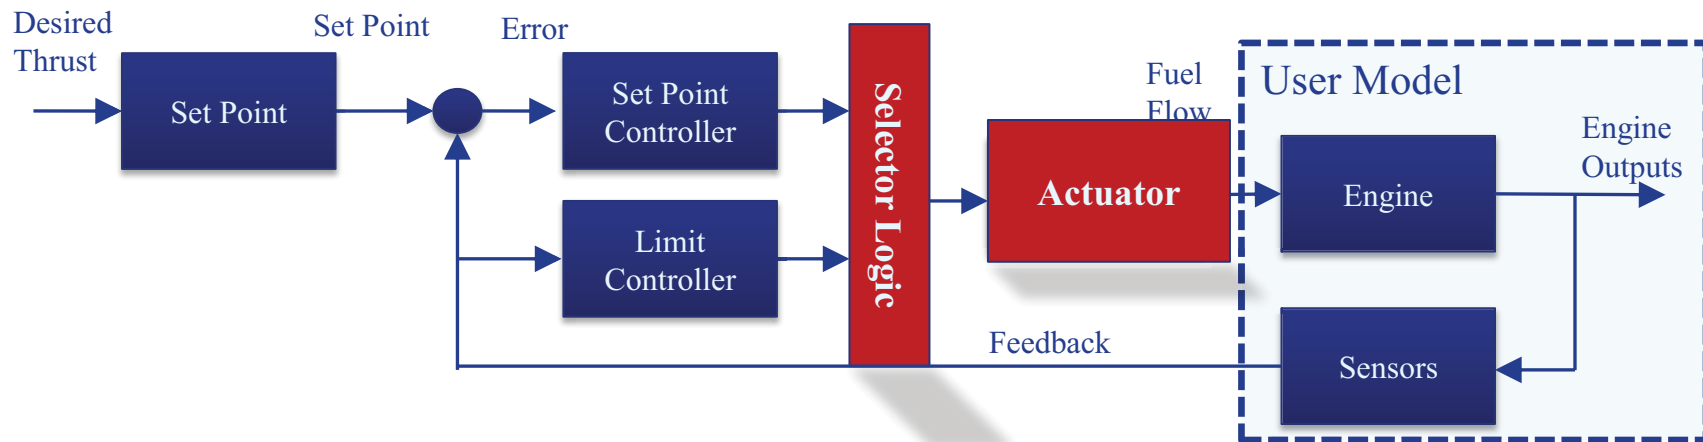 Desired
Thrust
Set Point
Set Point
Error
Set Point
Controller
Limit
Controller
Selector Logic
Actuator
Fuel
Flow
User Model
Engine
Engine
Outputs
Sensors
Feedback